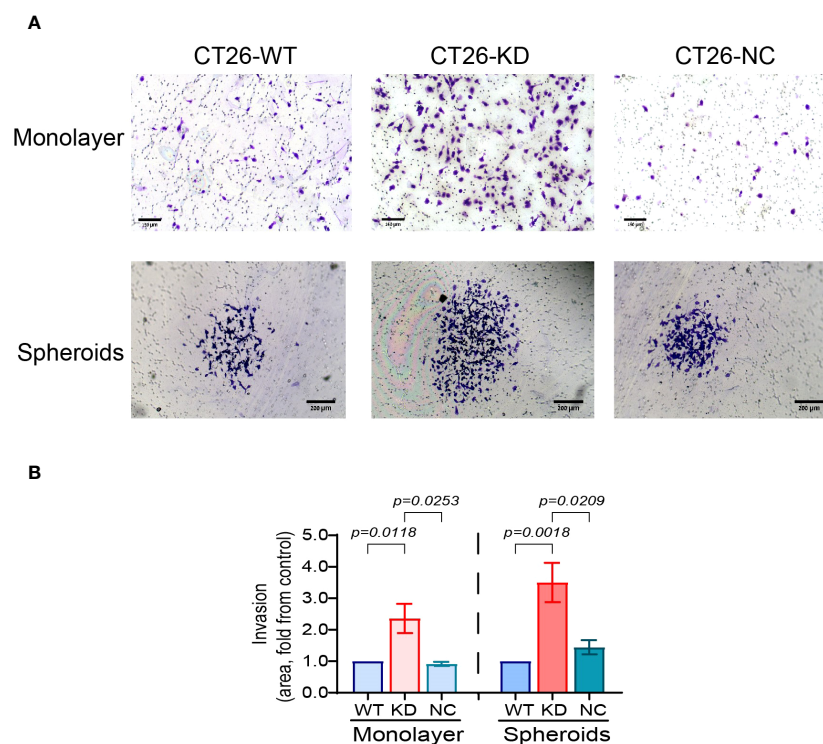 A
CT26-WT CT26-KD CT26-NC
Monolayer
Spheroids
200 µm 200 µm 200 µm
B
p=0.0253 p=0.0209
p=0.0118 p=0.0018
Invasion
(area, fold from control)
5.0
4.0
3.0
2.0
1.0
0.0
WT KD NC WT KD NC
Monolayer Spheroids